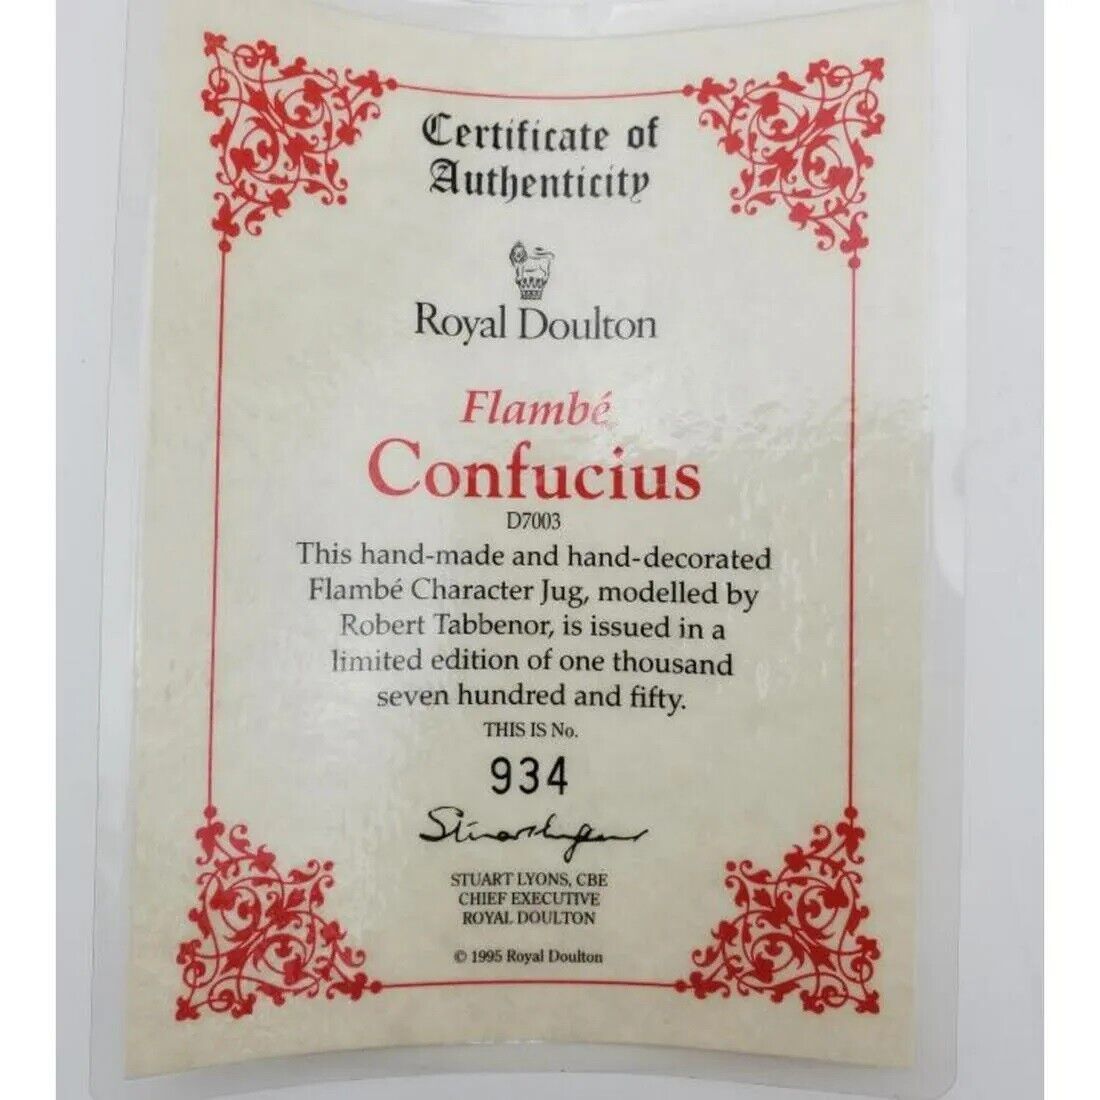 Certificate of
Authenticity
Royal Doulton
Flambé
Confucius
D7003
This hand-made and hand-decorated
Flambé Character Jug, modelled by
Robert Tabbenor, is issued in a
limited edition of one thousand
seven hundred and fifty.
THIS IS No.
934
STUART LYONS, CBE
CHIEF EXECUTIVE
ROYAL DOULTON
© 1995 Royal Doulton